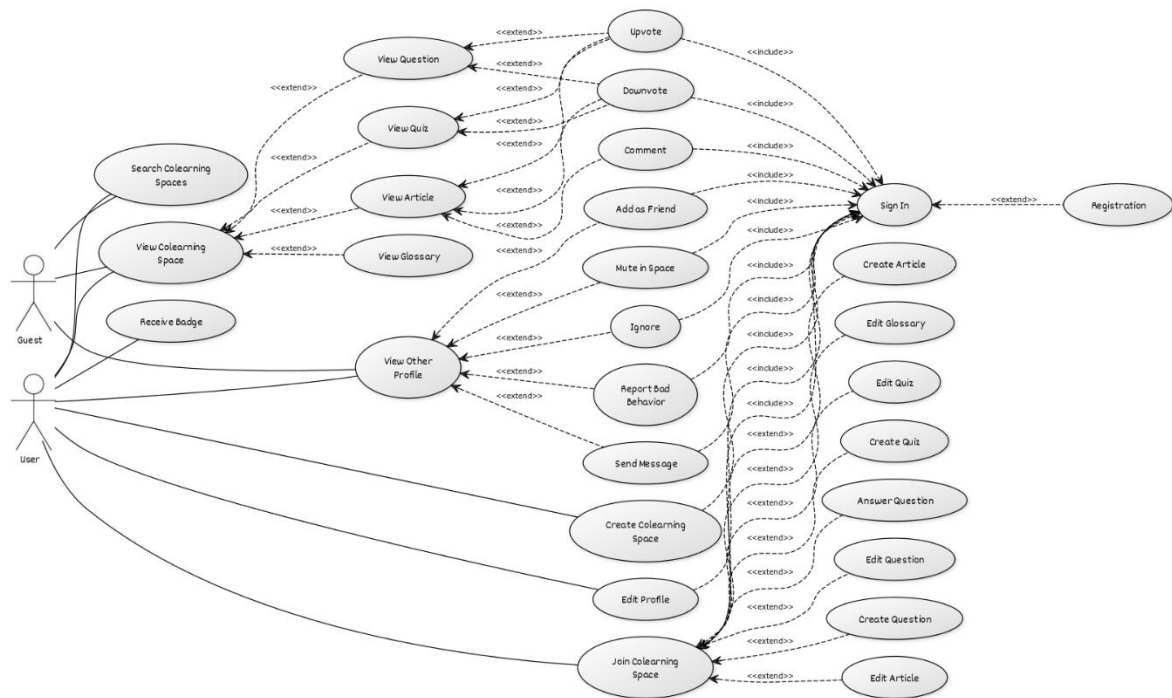 <<extend>>
Upvote
View Question
<<include>>
<<extend>>
<<extend>>
Downvote
<<extend>>
View Quiz
<<extend>>
<<include>>
Search Colearning
Spaces
<<extend>>
<<extend>>
Comment
<<include>>
View Article
<<extend>>
Add as Friend
<<include>>
Sign In
<<extend>>
Registration
View Colearning
Space
<<extend>>
View Glossary
<<extend>>
<<extend>>
Mute in Space
<<include>>
<<include>>
Create Article
Guest
Receive Badge
<<extend>>
Ignore
<<include>>
Edit Glossary
View Other
Profile
<<extend>>
<<include>>
<<extend>>
Report Bad
Behavior
<<include>>
Edit Quiz
<<include>>
User
<<extend>>
Send Message
<<extend>>
Create Quiz
<<extend>>
Answer Question
Create Colearning
Space
<<extend>>
<<extend>>
Edit Question
<<extend>>
Edit Profile
<<extend>>
Create Question
Join Colearning
Space
<<extend>>
Edit Article